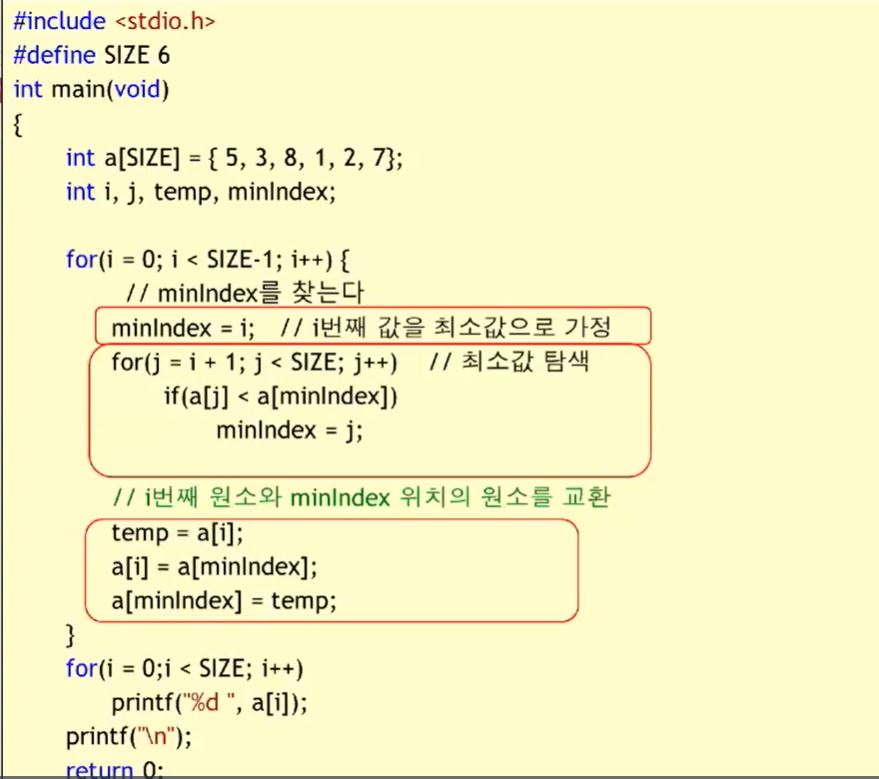 #include <stdio.h>
#define SIZE 6
int main(void)
{
int a[SIZE] = { 5, 3, 8, 1, 2, 7};
int i, j, temp, minIndex;
for(i = 0; i < SIZE-1; i++) {
// minIndex를 찾는다
minIndex = i; // i번째 값을 최소값으로 가정
for(j = i + 1; j < SIZE; j++) // 최소값 탐색
if(a[j] < a[minIndex])
minIndex = j;
// i번째 원소와 minIndex 위치의 원소를 교환
temp = a[i];
a[i] = a[minIndex];
a[minIndex] = temp;
}
for(i = 0;i < SIZE; i++)
printf("%d ", a[i]);
printf("\n");
return 0;